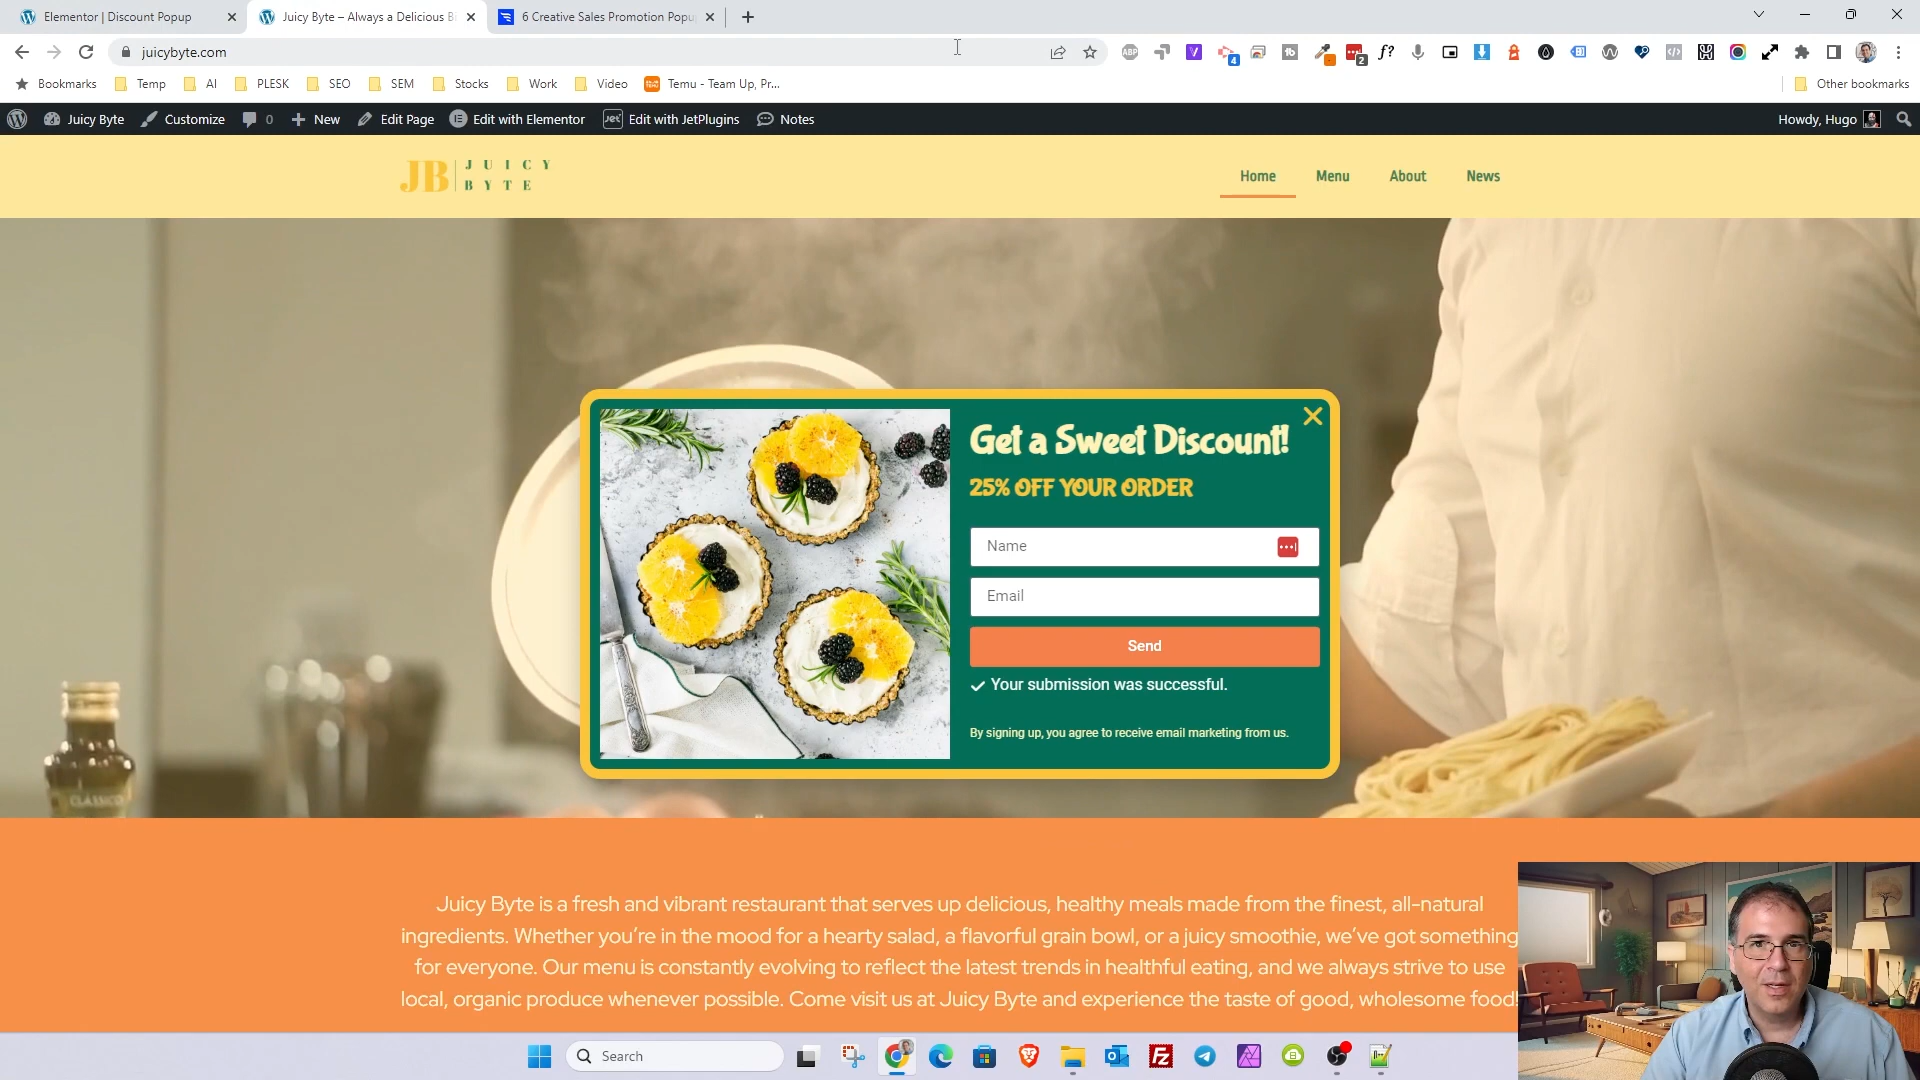 Elementor | Discount Popup
Juicy Byte – Always a Delicious Bi
6 Creative Sales Promotion Popu
juicybyte.com
ABP
4
f?
2
Bookmarks
Temp
AI
PLESK
SEO
SEM
Stocks
Work
Video
Temu - Team Up, Pr...
Other bookmarks
Juicy Byte
Customize
0
New
Edit Page
Edit with Elementor
Jet
Edit with JetPlugins
Notes
Howdy, Hugo
JB
JUICY
BYTE
Home
Menu
About
News
Get a Sweet Discount!
25% OFF YOUR ORDER
Name
Email
Send
Your submission was successful.
By signing up, you agree to receive email marketing from us.
CLASSICO
Juicy Byte is a fresh and vibrant restaurant that serves up delicious, healthy meals made from the finest, all-natural
ingredients. Whether you're in the mood for a hearty salad, a flavorful grain bowl, or a juicy smoothie, we've got something
for everyone. Our menu is constantly evolving to reflect the latest trends in healthful eating, and we always strive to use
local, organic produce whenever possible. Come visit us at Juicy Byte and experience the taste of good, wholesome food!
Search